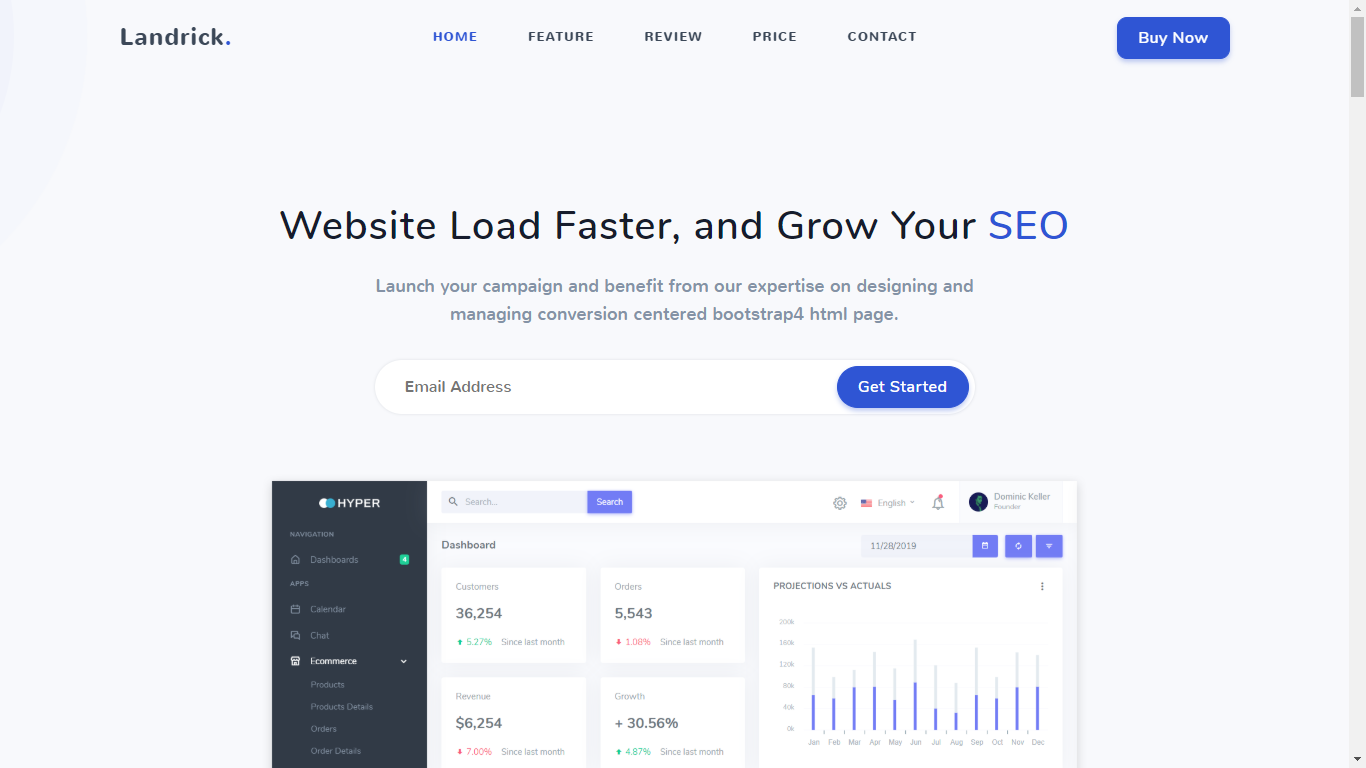 Landrick.
HOME FEATURE REVIEW PRICE CONTACT
Buy Now
Website Load Faster, and Grow Your SEO
Launch your campaign and benefit from our expertise on designing and
managing conversion centered bootstrap4 html page.
Email Address
Get Started
HYPER
NAVIGATION
Dashboards 4
APPS
Calendar
Chat
Ecommerce
Products
Products Details
Orders
Order Details
Search... Search
English
Dominic Keller
Founder
Dashboard
11/28/2019
Customers
36,254
5.27% Since last month
Orders
5,543
1.08% Since last month
Revenue
$6,254
7.00% Since last month
Growth
+ 30.56%
4.87% Since last month
PROJECTIONS VS ACTUALS
200k
160k
120k
80k
40k
0k
Jan Feb Mar Apr May Jun Jul Aug Sep Oct Nov Dec